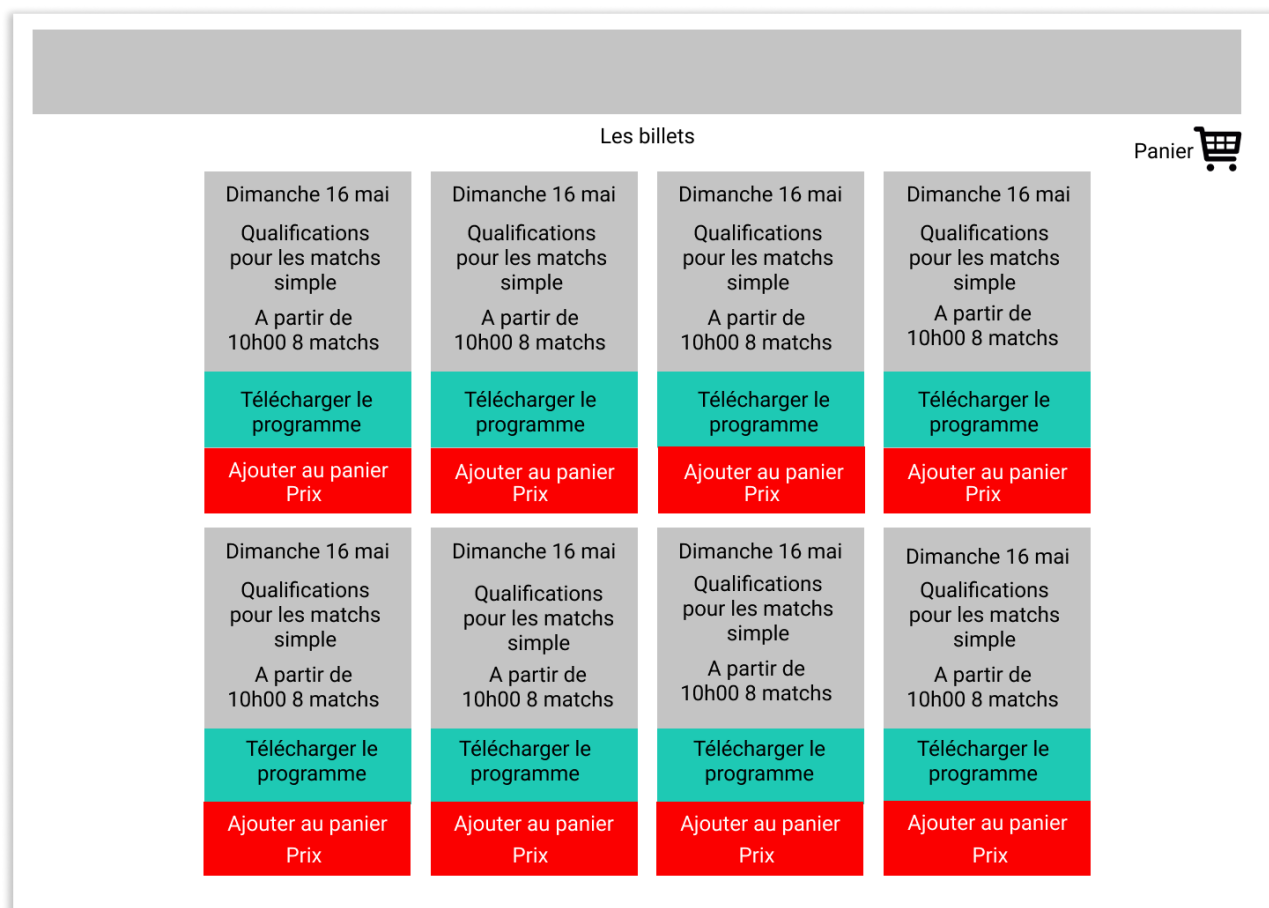 Les billets
Panier
Dimanche 16 mai
Qualifications
pour les matchs
simple
A partir de
10h00 8 matchs
Télécharger le
programme
Ajouter au panier
Prix
Dimanche 16 mai
Qualifications
pour les matchs
simple
A partir de
10h00 8 matchs
Télécharger le
programme
Ajouter au panier
Prix
Dimanche 16 mai
Qualifications
pour les matchs
simple
A partir de
10h00 8 matchs
Télécharger le
programme
Ajouter au panier
Prix
Dimanche 16 mai
Qualifications
pour les matchs
simple
A partir de
10h00 8 matchs
Télécharger le
programme
Ajouter au panier
Prix
Dimanche 16 mai
Qualifications
pour les matchs
simple
A partir de
10h00 8 matchs
Télécharger le
programme
Ajouter au panier
Prix
Dimanche 16 mai
Qualifications
pour les matchs
simple
A partir de
10h00 8 matchs
Télécharger le
programme
Ajouter au panier
Prix
Dimanche 16 mai
Qualifications
pour les matchs
simple
A partir de
10h00 8 matchs
Télécharger le
programme
Ajouter au panier
Prix
Dimanche 16 mai
Qualifications
pour les matchs
simple
A partir de
10h00 8 matchs
Télécharger le
programme
Ajouter au panier
Prix